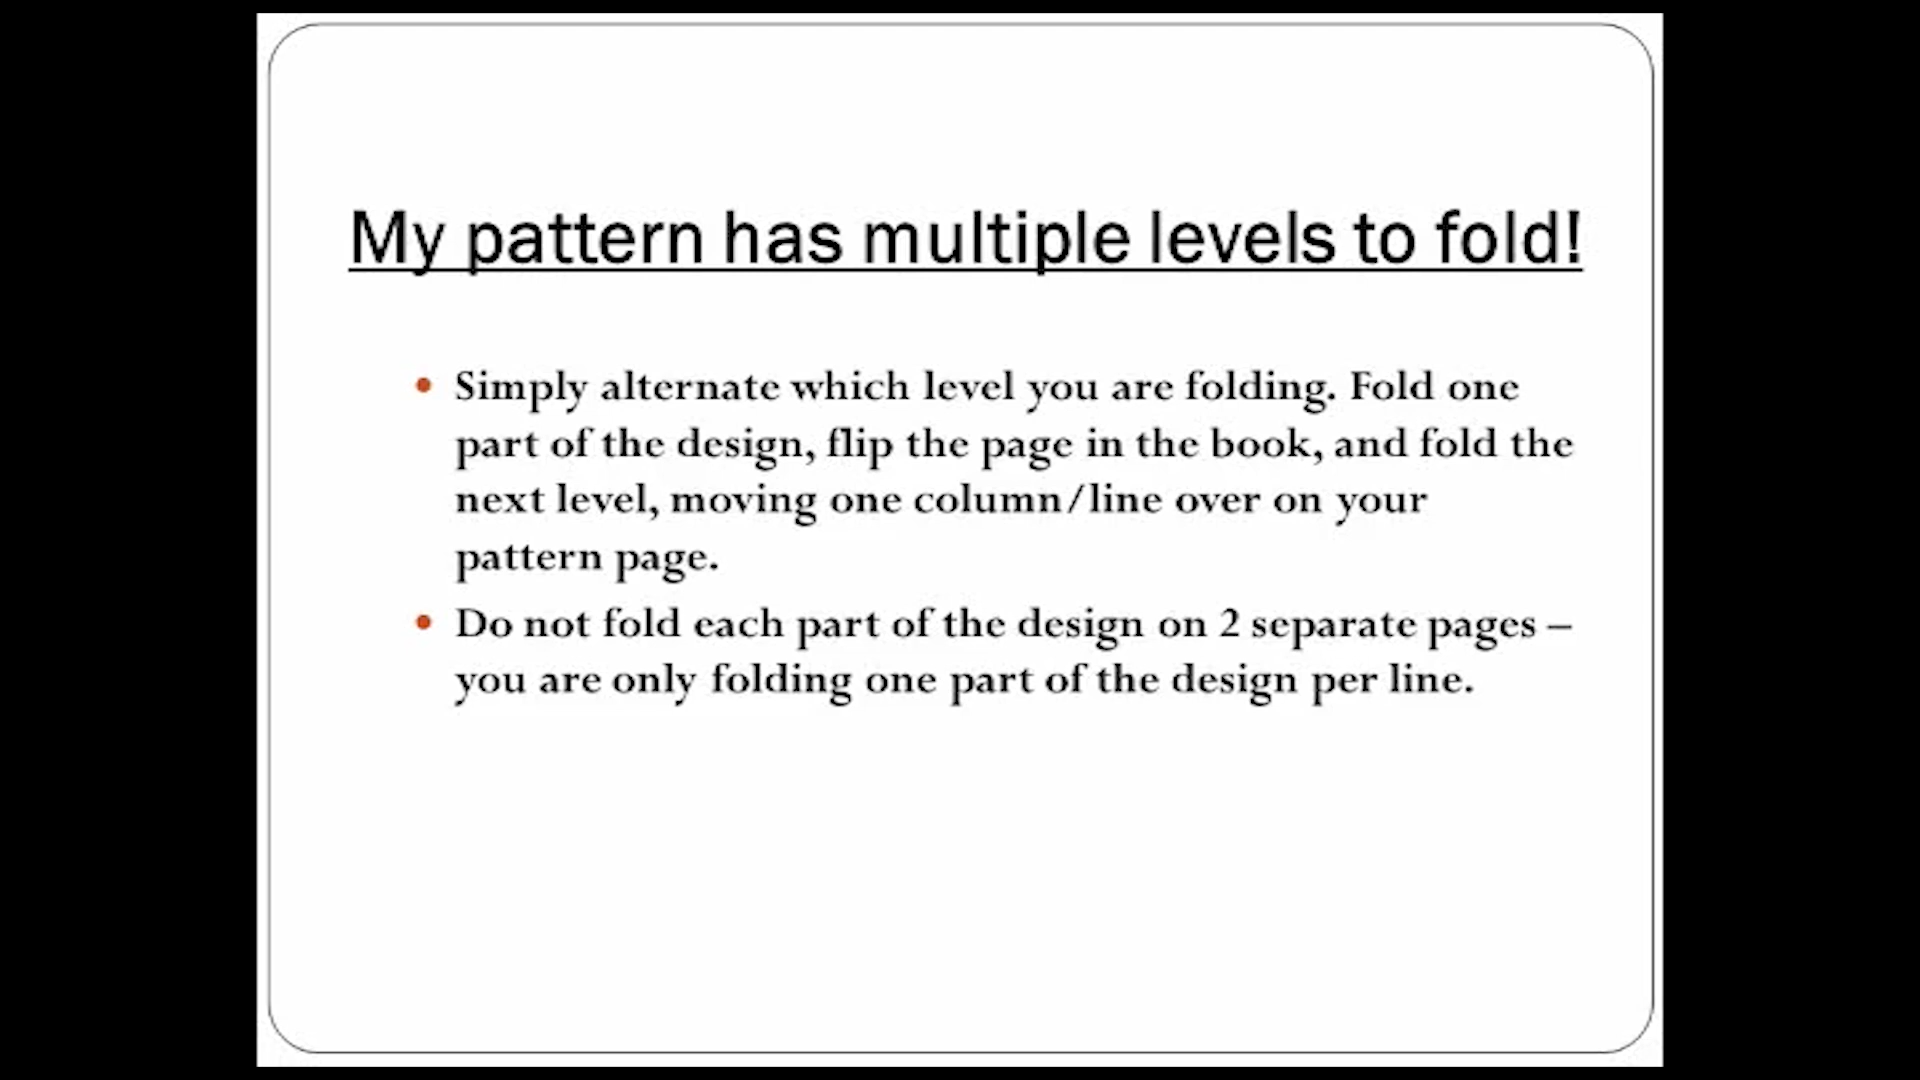 My pattern has multiple levels to fold!
• Simply alternate which level you are folding. Fold one
part of the design, flip the page in the book, and fold the
next level, moving one column/line over on your
pattern page.
• Do not fold each part of the design on 2 separate pages –
you are only folding one part of the design per line.